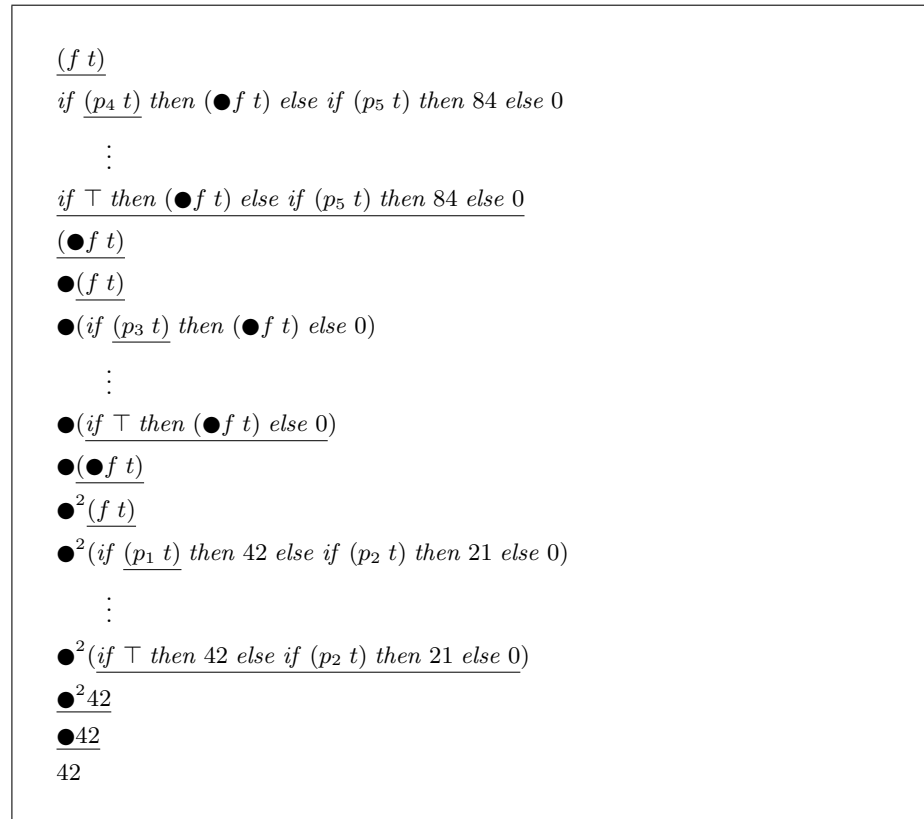 (f t)
if (p₄ t) then (●f t) else if (p₅ t) then 84 else 0
⋮
if ⊤ then (●f t) else if (p₅ t) then 84 else 0
(●f t)
●(f t)
●(if (p₃ t) then (●f t) else 0)
⋮
●(if ⊤ then (●f t) else 0)
●(●f t)
●²(f t)
●²(if (p₁ t) then 42 else if (p₂ t) then 21 else 0)
⋮
●²(if ⊤ then 42 else if (p₂ t) then 21 else 0)
●²42
●42
42